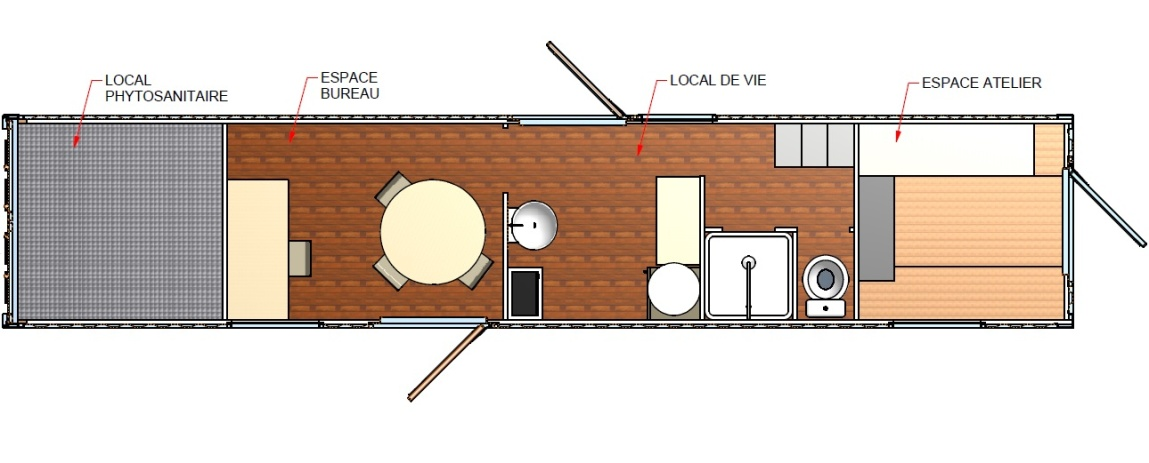 LOCAL
PHYTOSANITAIRE
ESPACE
BUREAU
LOCAL DE VIE
ESPACE ATELIER